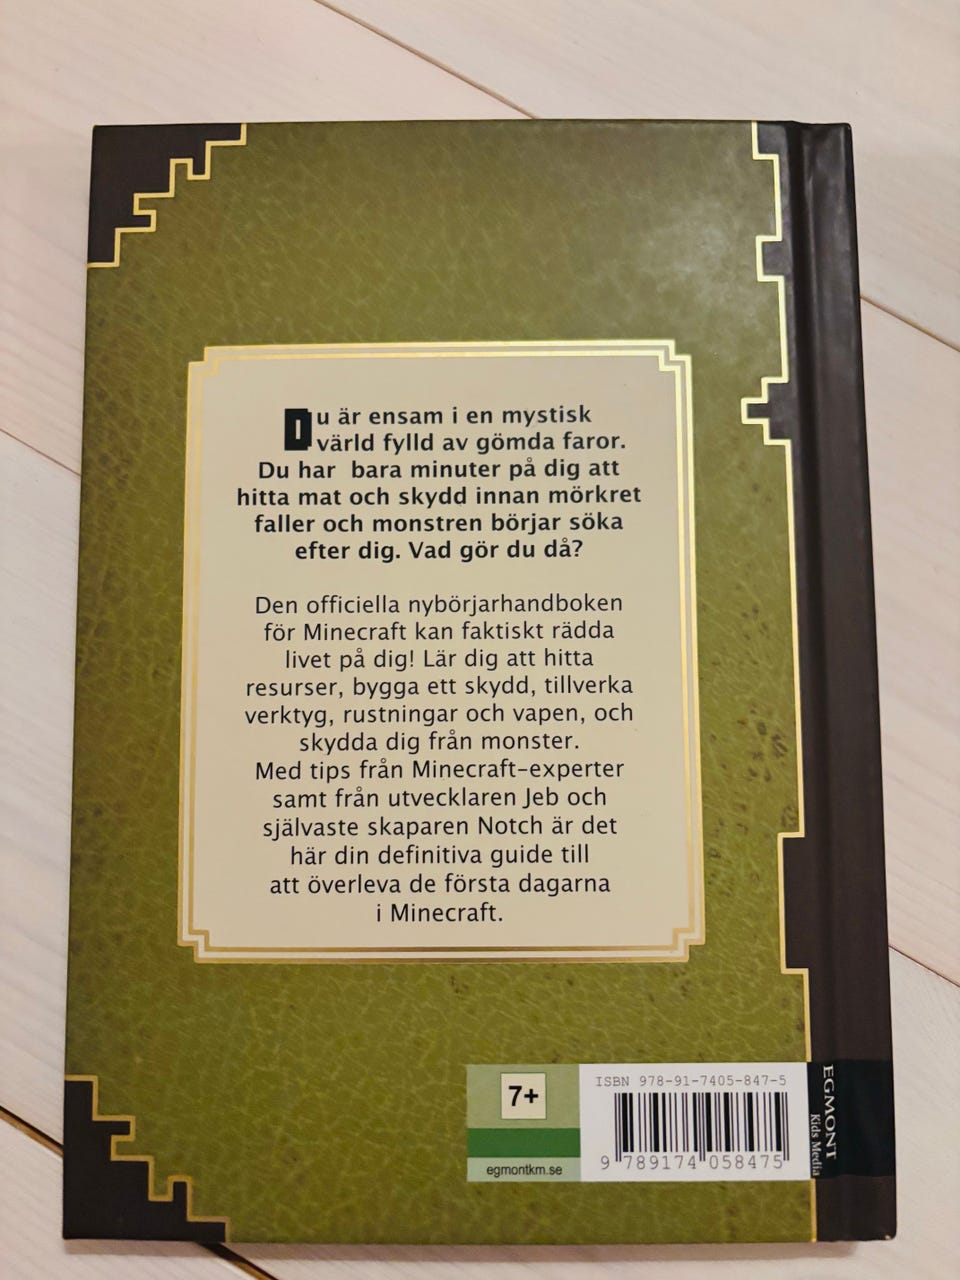 Du är ensam i en mystisk
värld fylld av gömda faror.
Du har  bara minuter på dig att
hitta mat och skydd innan mörkret
faller och monstren börjar söka
efter dig. Vad gör du då?
Den officiella nybörjarhandboken
för Minecraft kan faktiskt rädda
livet på dig! Lär dig att hitta
resurser, bygga ett skydd, tillverka
verktyg, rustningar och vapen, och
skydda dig från monster.
Med tips från Minecraft-experter
samt från utvecklaren Jeb och
självaste skaparen Notch är det
här din definitiva guide till
att överleva de första dagarna
i Minecraft.
7+
egmontkm.se
ISBN 978-91-7405-847-5
9 789174 058475
EGMONT
Kids Media